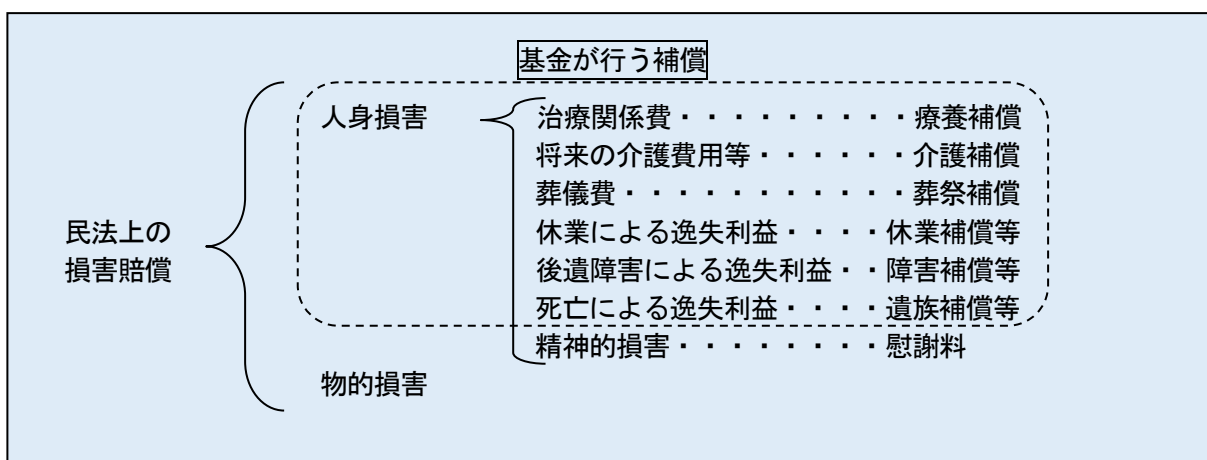 基金が行う補償
人身損害 治療関係費・・・・・・・・・療養補償
将来の介護費用等・・・・・・介護補償
葬儀費・・・・・・・・・・・葬祭補償
民法上の 休業による逸失利益・・・・休業補償等
損害賠償 後遺障害による逸失利益・・障害補償等
死亡による逸失利益・・・・遺族補償等
精神的損害・・・・・・・・慰謝料
物的損害